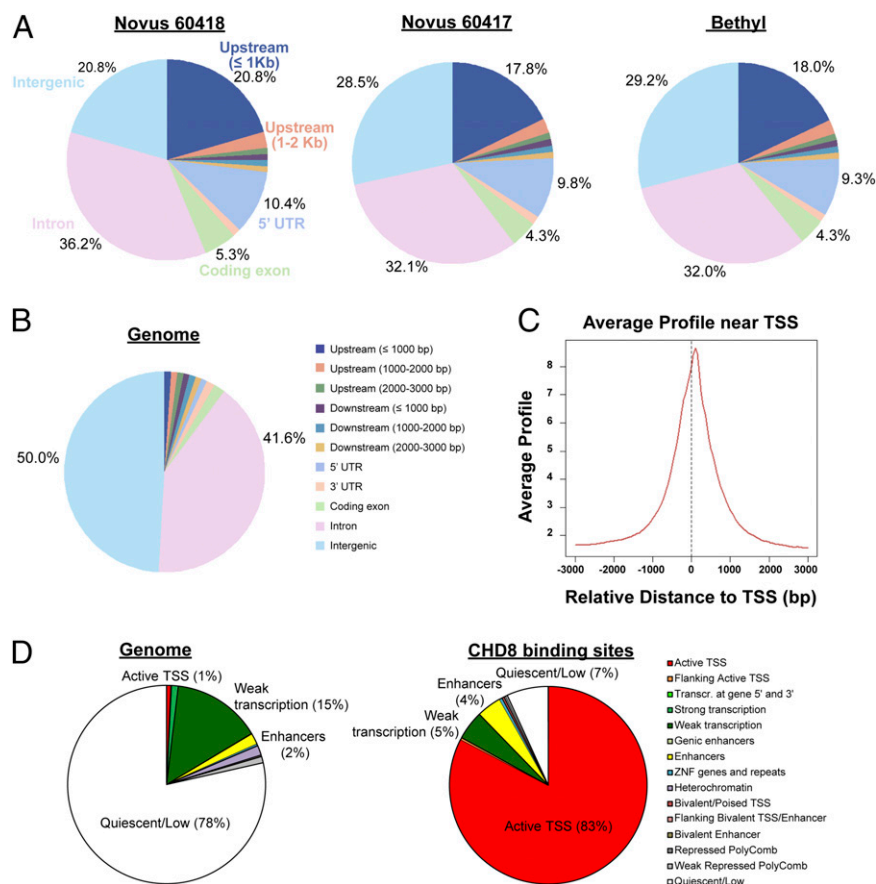 A
Novus 60418
Novus 60417
Bethyl
Upstream
(≤ 1Kb)
20.8%
20.8%
Intergenic
Upstream
(1-2 Kb)
10.4%
5' UTR
Intron
36.2%
5.3%
Coding exon
28.5%
17.8%
9.8%
4.3%
32.1%
29.2%
18.0%
9.3%
4.3%
32.0%
B
Genome
50.0%
41.6%
Upstream (≤ 1000 bp)
Upstream (1000-2000 bp)
Upstream (2000-3000 bp)
Downstream (≤ 1000 bp)
Downstream (1000-2000 bp)
Downstream (2000-3000 bp)
5' UTR
3' UTR
Coding exon
Intron
Intergenic
C
Average Profile near TSS
Average Profile
8
7
6
5
4
3
2
-3000
-2000
-1000
0
1000
2000
3000
Relative Distance to TSS (bp)
D
Genome
Active TSS (1%)
Weak
transcription (15%)
Enhancers
(2%)
Quiescent/Low (78%)
CHD8 binding sites
Quiescent/Low (7%)
Enhancers
(4%)
Weak
transcription
(5%)
Active TSS (83%)
Active TSS
Flanking Active TSS
Transcr. at gene 5' and 3'
Strong transcription
Weak transcription
Genic enhancers
Enhancers
ZNF genes and repeats
Heterochromatin
Bivalent/Poised TSS
Flanking Bivalent TSS/Enhancer
Bivalent Enhancer
Repressed PolyComb
Weak Repressed PolyComb
Quiescent/Low